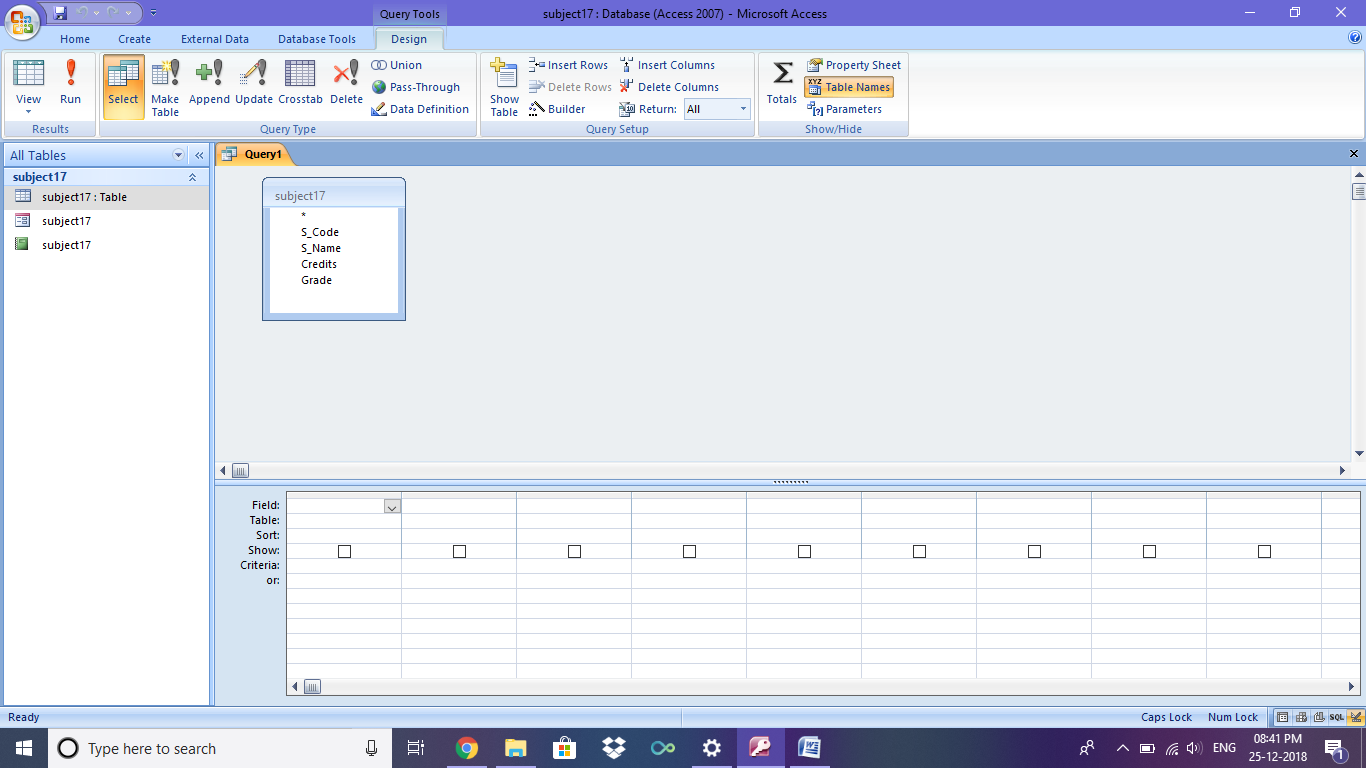 Query Tools
subject17 : Database (Access 2007) - Microsoft Access
Home Create External Data Database Tools Design
View
Run
Results
Select
Make Table
Append
Update
Crosstab
Delete
Union
Pass-Through
Data Definition
Query Type
Show Table
Insert Rows
Delete Rows
Builder
Insert Columns
Delete Columns
Return: All
Query Setup
Totals
Property Sheet
XYZ Table Names
Parameters
Show/Hide
All Tables
subject17
subject17 : Table
subject17
subject17
Query1
subject17
*
S_Code
S_Name
Credits
Grade
Field:
Table:
Sort:
Show:
Criteria:
or:
Ready
Caps Lock Num Lock SQL
Type here to search
ENG
08:41 PM
25-12-2018
1